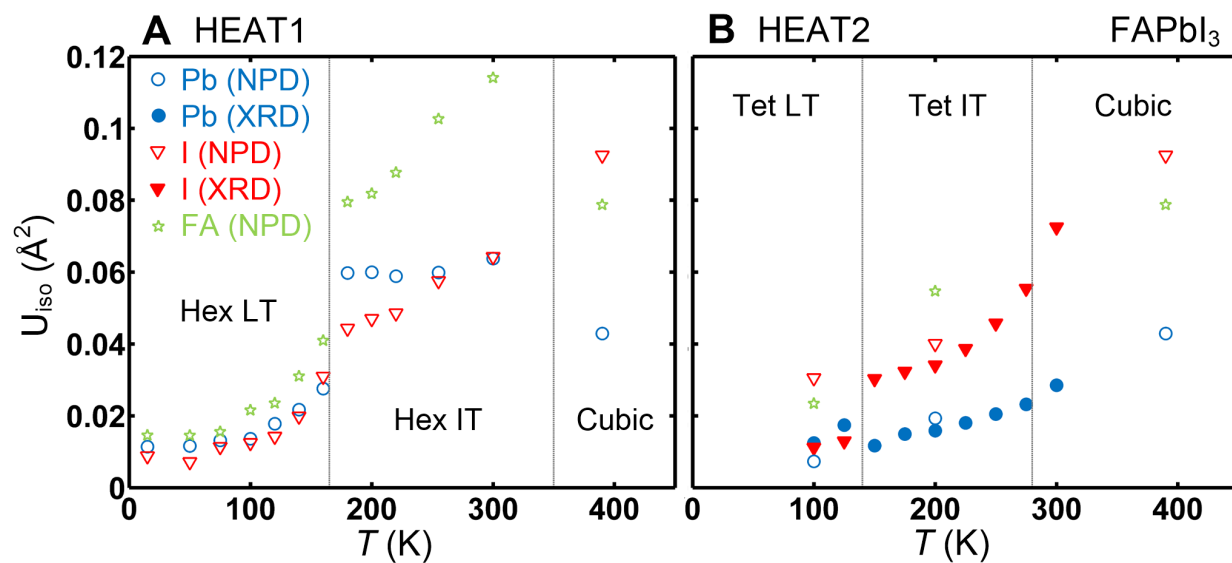 A HEAT1
B HEAT2 FAPbI₃
U_iso (Å²)
0.12
0.1
0.08
0.06
0.04
0.02
0
Pb (NPD)
Pb (XRD)
I (NPD)
I (XRD)
FA (NPD)
Hex LT
Hex IT
Cubic
0 100 200 300 400
T (K)
Tet LT
Tet IT
Cubic
0 100 200 300 400
T (K)